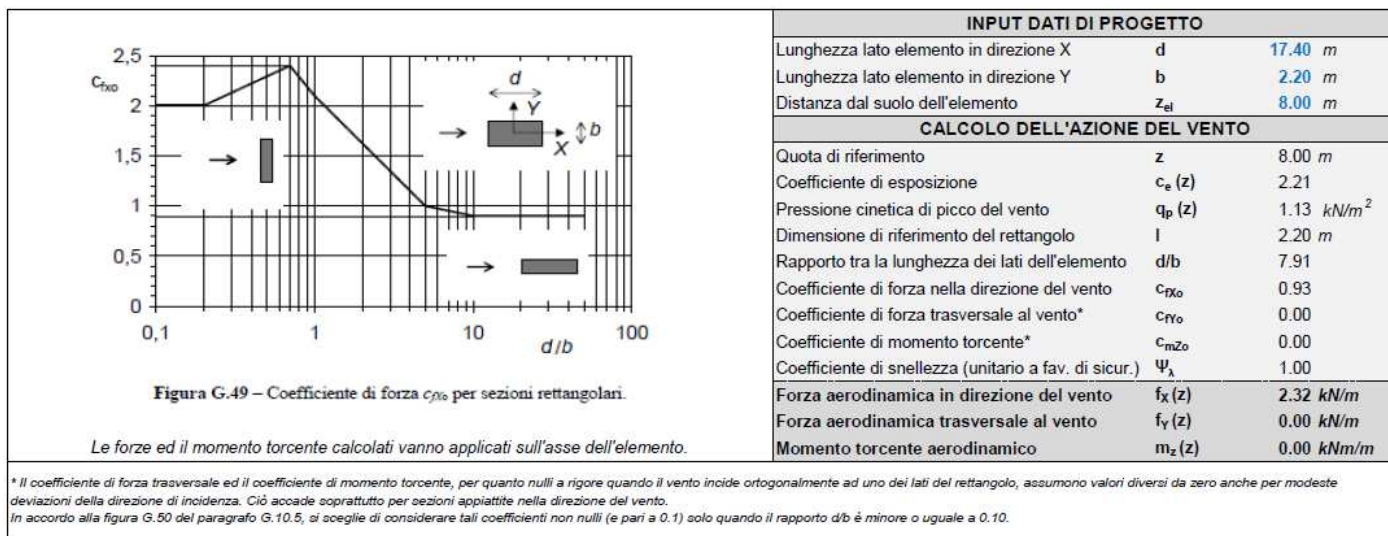 2,5
c_fxo
2
1,5
1
0,5
0
0,1
1
10
100
d/b
d
Y
b
X
Figura G.49 – Coefficiente di forza c_fXo per sezioni rettangolari.
Le forze ed il momento torcente calcolati vanno applicati sull'asse dell'elemento.
INPUT DATI DI PROGETTO
Lunghezza lato elemento in direzione X d 17.40 m
Lunghezza lato elemento in direzione Y b 2.20 m
Distanza dal suolo dell'elemento z_el 8.00 m
CALCOLO DELL'AZIONE DEL VENTO
Quota di riferimento z 8.00 m
Coefficiente di esposizione c_e (z) 2.21
Pressione cinetica di picco del vento q_p (z) 1.13 kN/m²
Dimensione di riferimento del rettangolo l 2.20 m
Rapporto tra la lunghezza dei lati dell'elemento d/b 7.91
Coefficiente di forza nella direzione del vento c_fXo 0.93
Coefficiente di forza trasversale al vento* c_fYo 0.00
Coefficiente di momento torcente* c_mZo 0.00
Coefficiente di snellezza (unitario a fav. di sicur.) Ψ_λ 1.00
Forza aerodinamica in direzione del vento f_X (z) 2.32 kN/m
Forza aerodinamica trasversale al vento f_Y (z) 0.00 kN/m
Momento torcente aerodinamico m_z (z) 0.00 kNm/m
* Il coefficiente di forza trasversale ed il coefficiente di momento torcente, per quanto nulli a rigore quando il vento incide ortogonalmente ad uno dei lati del rettangolo, assumono valori diversi da zero anche per modeste
deviazioni della direzione di incidenza. Ciò accade soprattutto per sezioni appiattite nella direzione del vento.
In accordo alla figura G.50 del paragrafo G.10.5, si sceglie di considerare tali coefficienti non nulli (e pari a 0.1) solo quando il rapporto d/b è minore o uguale a 0.10.